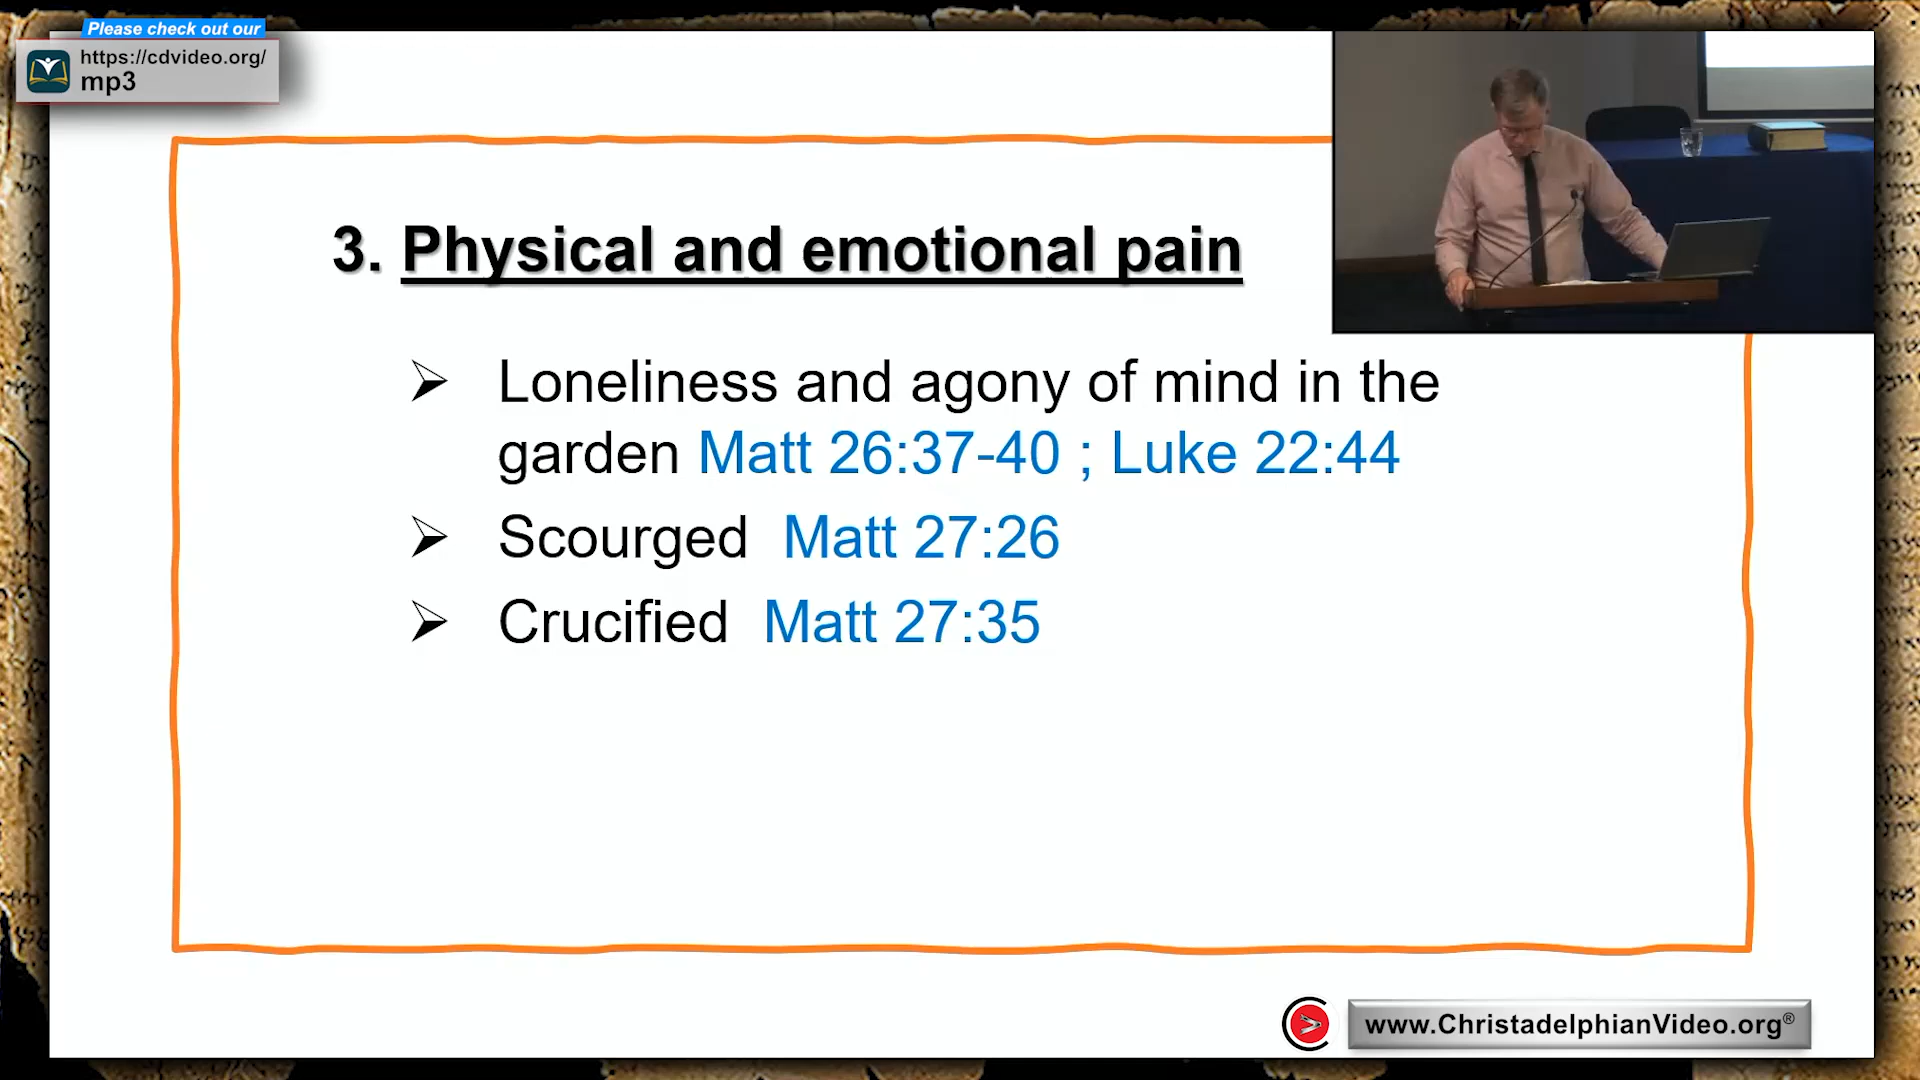 Please check out our
https://cdvideo.org/
mp3
3. Physical and emotional pain
➢ Loneliness and agony of mind in the
garden Matt 26:37-40 ; Luke 22:44
➢ Scourged Matt 27:26
➢ Crucified Matt 27:35
www.ChristadelphianVideo.org®